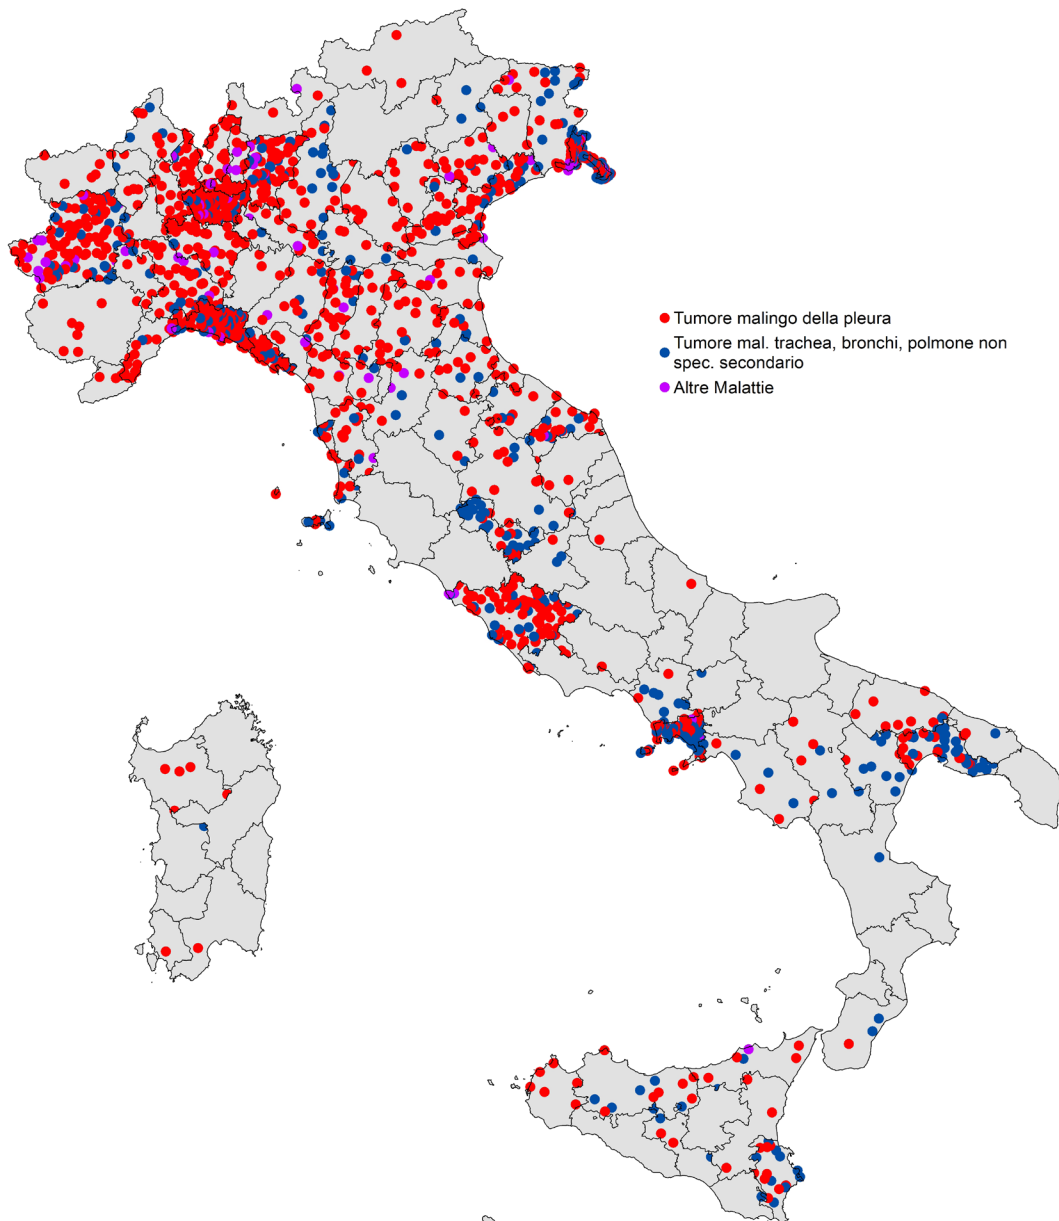 Tumore malingo della pleura
Tumore mal. trachea, bronchi, polmone non
spec. secondario
Altre Malattie